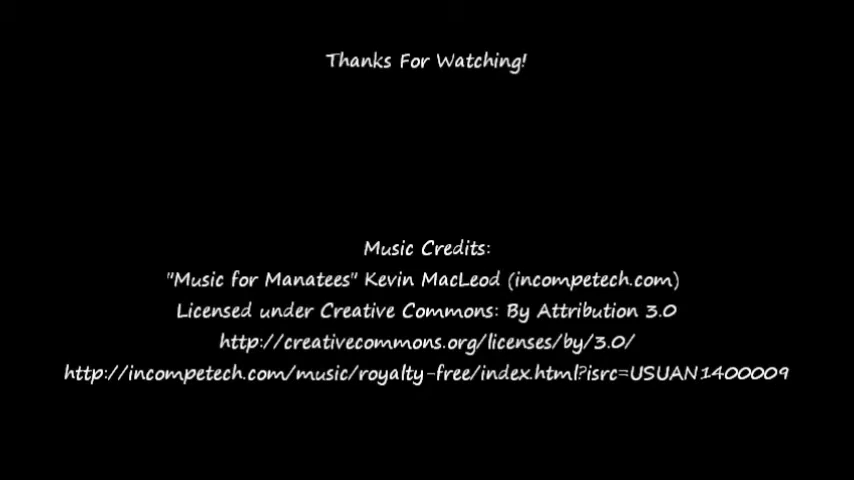 Thanks For Watching!
Music Credits:
"Music for Manatees" Kevin MacLeod (incompetech.com)
Licensed under Creative Commons: By Attribution 3.0
http://creativecommons.org/licenses/by/3.0/
http://incompetech.com/music/royalty-free/index.html?isrc=USUAN1400009